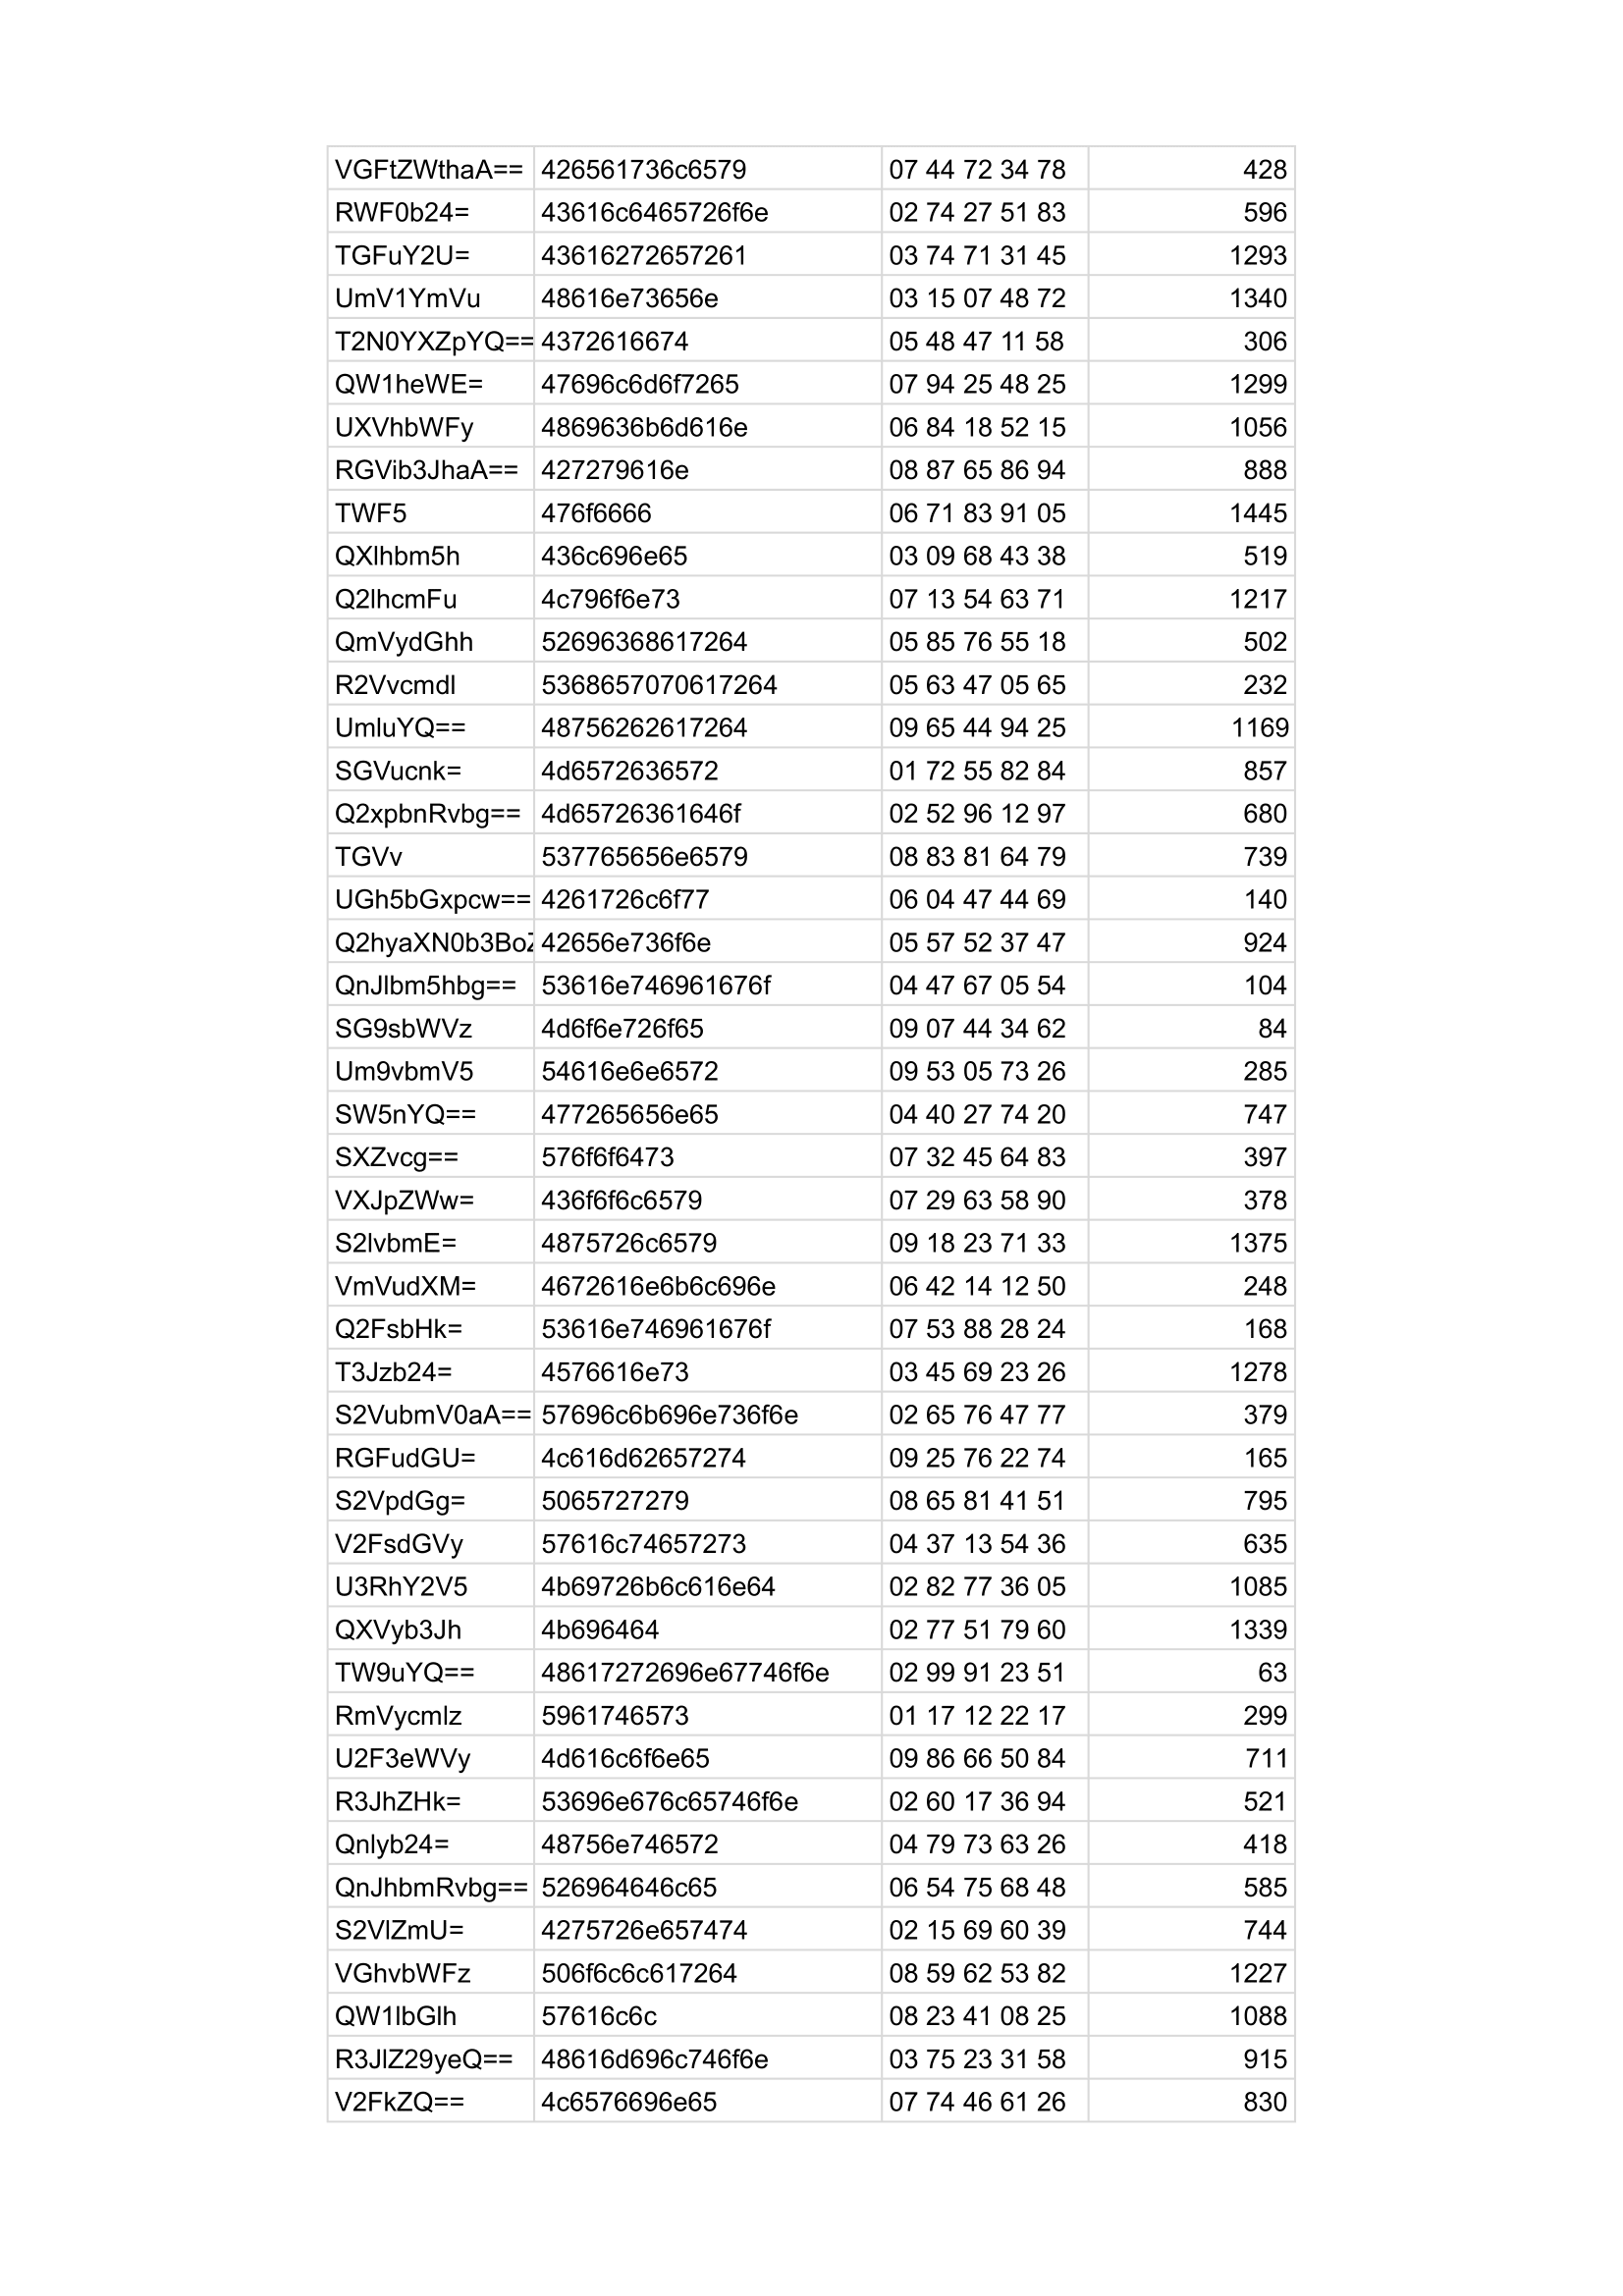 VGFtZWthaA== 426561736c6579 07 44 72 34 78 428
RWF0b24= 43616c6465726f6e 02 74 27 51 83 596
TGFuY2U= 43616272657261 03 74 71 31 45 1293
UmV1YmVu 48616e73656e 03 15 07 48 72 1340
T2N0YXZpYQ== 4372616674 05 48 47 11 58 306
QW1heWE= 47696c6d6f7265 07 94 25 48 25 1299
UXVhbWFy 4869636b6d616e 06 84 18 52 15 1056
RGVib3JhaA== 427279616e 08 87 65 86 94 888
TWF5 476f6666 06 71 83 91 05 1445
QXlhbm5h 436c696e65 03 09 68 43 38 519
Q2lhcmFu 4c796f6e73 07 13 54 63 71 1217
QmVydGhh 52696368617264 05 85 76 55 18 502
R2Vvcmdl 5368657070617264 05 63 47 05 65 232
UmluYQ== 48756262617264 09 65 44 94 25 1169
SGVucnk= 4d6572636572 01 72 55 82 84 857
Q2xpbnRvbg== 4d65726361646f 02 52 96 12 97 680
TGVv 537765656e6579 08 83 81 64 79 739
UGh5bGxpcw== 4261726c6f77 06 04 47 44 69 140
Q2hyaXN0b3BoZ 42656e736f6e 05 57 52 37 47 924
QnJlbm5hbg== 53616e746961676f 04 47 67 05 54 104
SG9sbWVz 4d6f6e726f65 09 07 44 34 62 84
Um9vbmV5 54616e6e6572 09 53 05 73 26 285
SW5nYQ== 477265656e65 04 40 27 74 20 747
SXZvcg== 576f6f6473 07 32 45 64 83 397
VXJpZWw= 436f6f6c6579 07 29 63 58 90 378
S2lvbmE= 4875726c6579 09 18 23 71 33 1375
VmVudXM= 4672616e6b6c696e 06 42 14 12 50 248
Q2FsbHk= 53616e746961676f 07 53 88 28 24 168
T3Jzb24= 4576616e73 03 45 69 23 26 1278
S2VubmV0aA== 57696c6b696e736f6e 02 65 76 47 77 379
RGFudGU= 4c616d62657274 09 25 76 22 74 165
S2VpdGg= 5065727279 08 65 81 41 51 795
V2FsdGVy 57616c74657273 04 37 13 54 36 635
U3RhY2V5 4b69726b6c616e64 02 82 77 36 05 1085
QXVyb3Jh 4b696464 02 77 51 79 60 1339
TW9uYQ== 48617272696e67746f6e 02 99 91 23 51 63
RmVycmlz 5961746573 01 17 12 22 17 299
U2F3eWVy 4d616c6f6e65 09 86 66 50 84 711
R3JhZHk= 53696e676c65746f6e 02 60 17 36 94 521
Qnlyb24= 48756e746572 04 79 73 63 26 418
QnJhbmRvbg== 526964646c65 06 54 75 68 48 585
S2VlZmU= 4275726e657474 02 15 69 60 39 744
VGhvbWFz 506f6c6c617264 08 59 62 53 82 1227
QW1lbGlh 57616c6c 08 23 41 08 25 1088
R3JlZ29yeQ== 48616d696c746f6e 03 75 23 31 58 915
V2FkZQ== 4c6576696e65 07 74 46 61 26 830